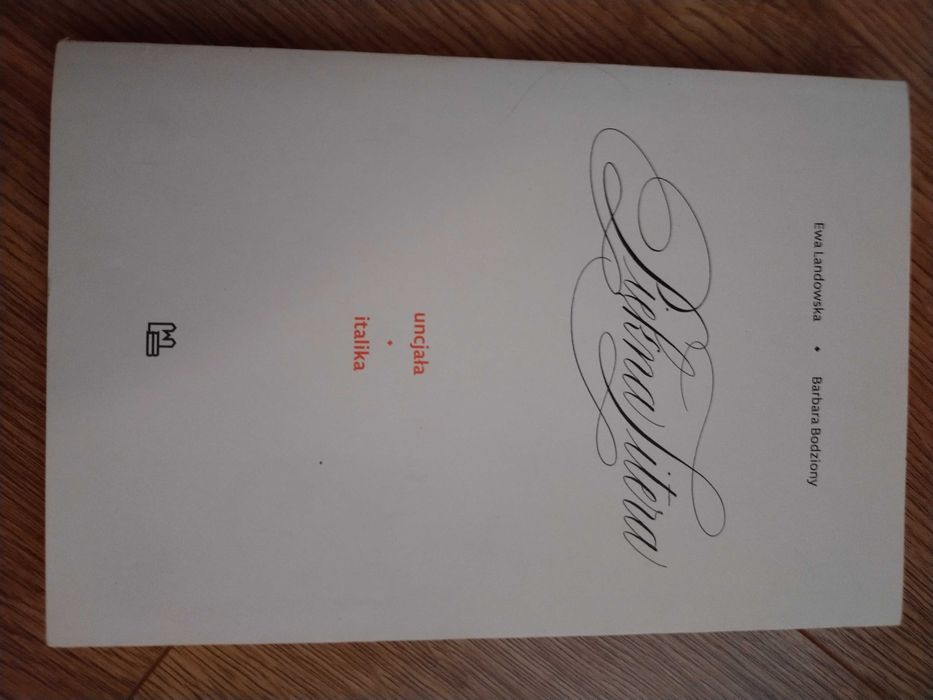 Ewa Landowska • Barbara Bodziony
Piękna litera
uncjała
•
italika